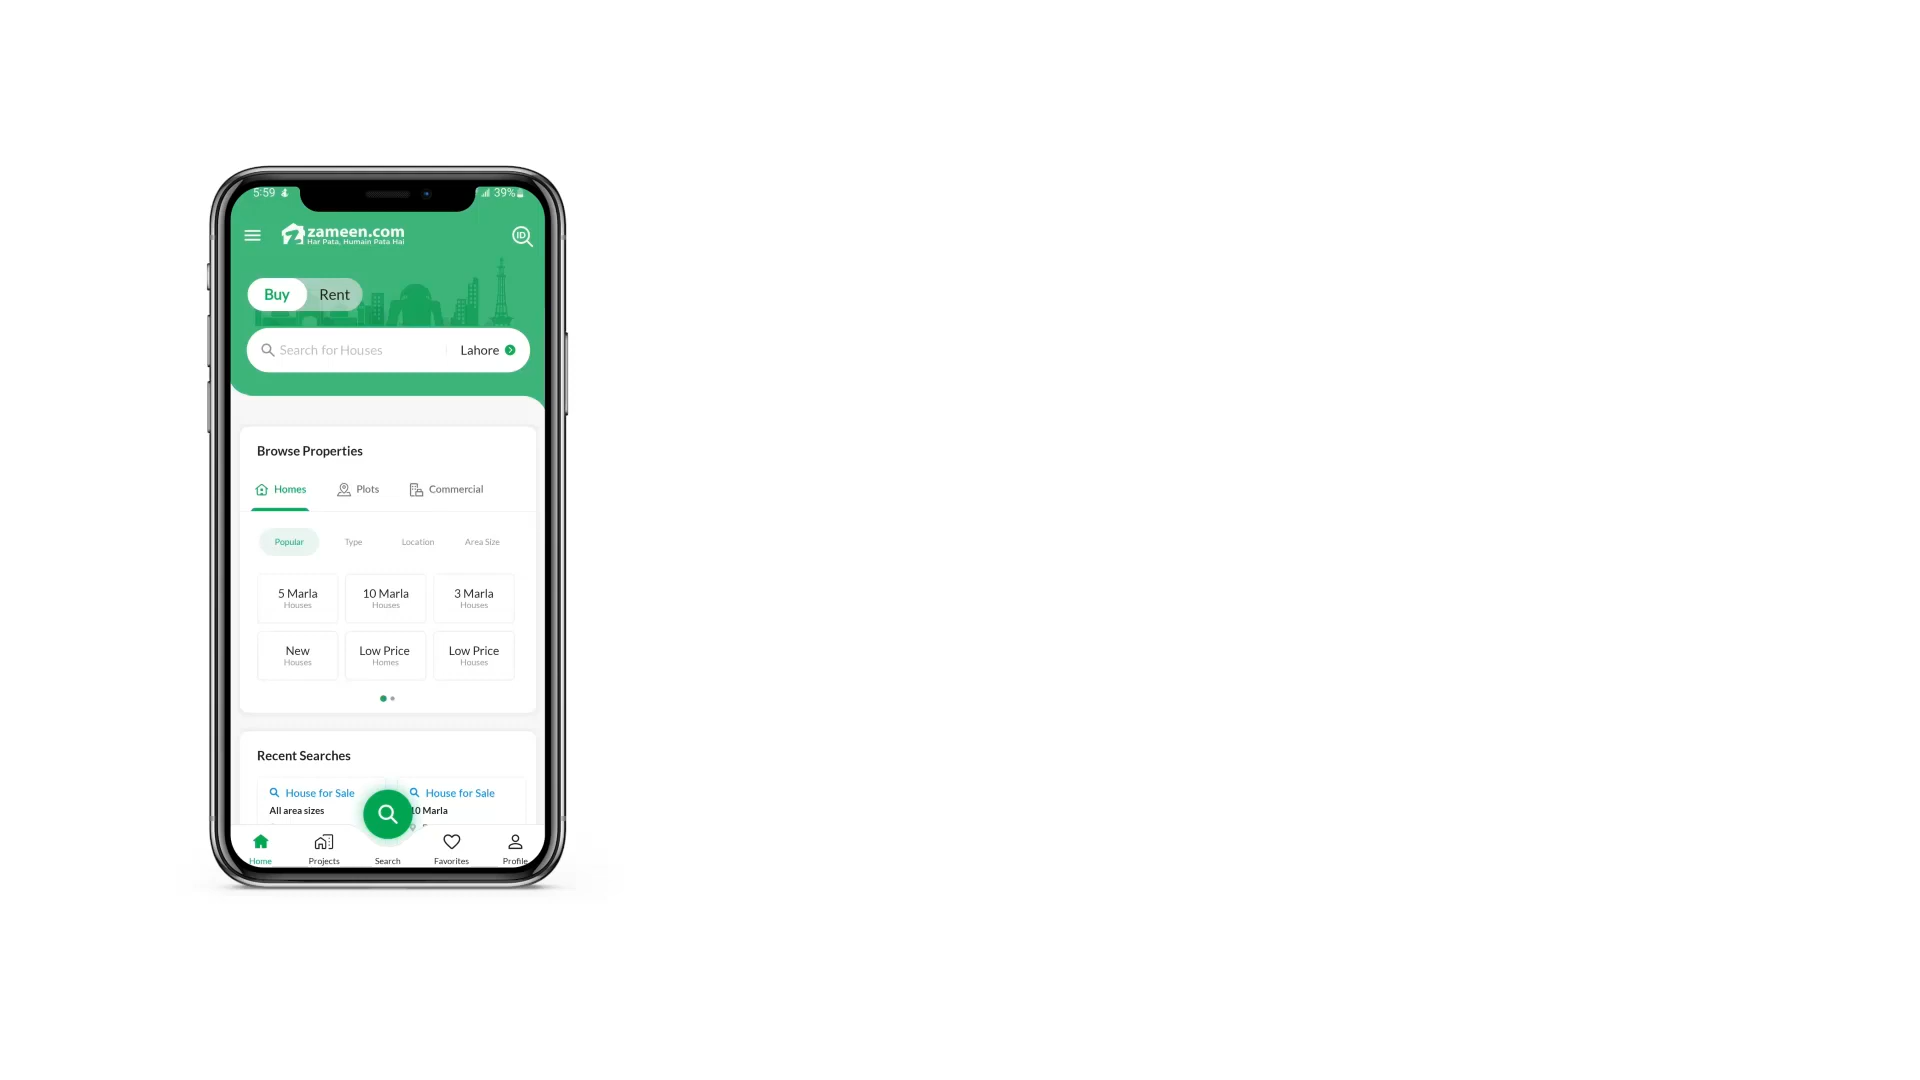 5:59
39%
zameen.com
Har Pata, Humain Pata Hai
ID
Buy Rent
Search for Houses Lahore
Browse Properties
Homes Plots Commercial
Popular Type Location Area Size
5 Marla 10 Marla 3 Marla
Houses Houses Houses
New Low Price Low Price
Houses Homes Houses
Recent Searches
House for Sale House for Sale
All area sizes 10 Marla
Home Projects Search Favorites Profile